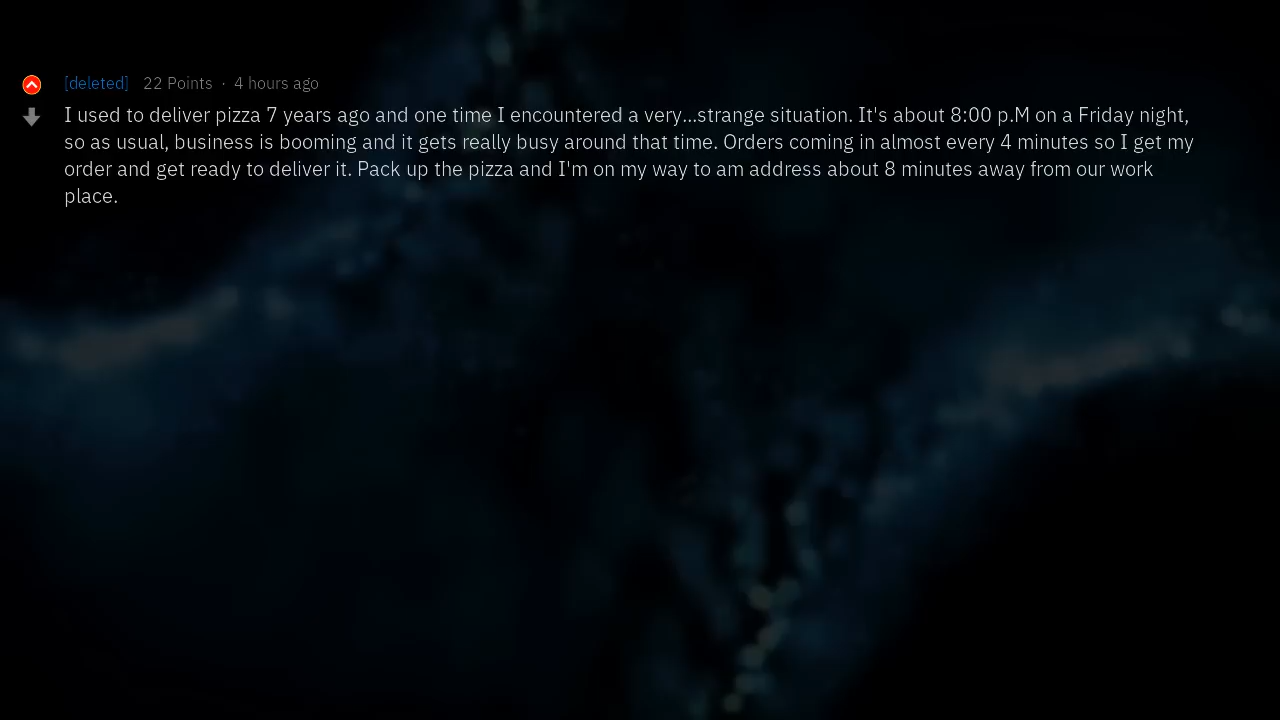 [deleted] 22 Points · 4 hours ago
I used to deliver pizza 7 years ago and one time I encountered a very...strange situation. It's about 8:00 p.M on a Friday night,
so as usual, business is booming and it gets really busy around that time. Orders coming in almost every 4 minutes so I get my
order and get ready to deliver it. Pack up the pizza and I'm on my way to am address about 8 minutes away from our work
place.